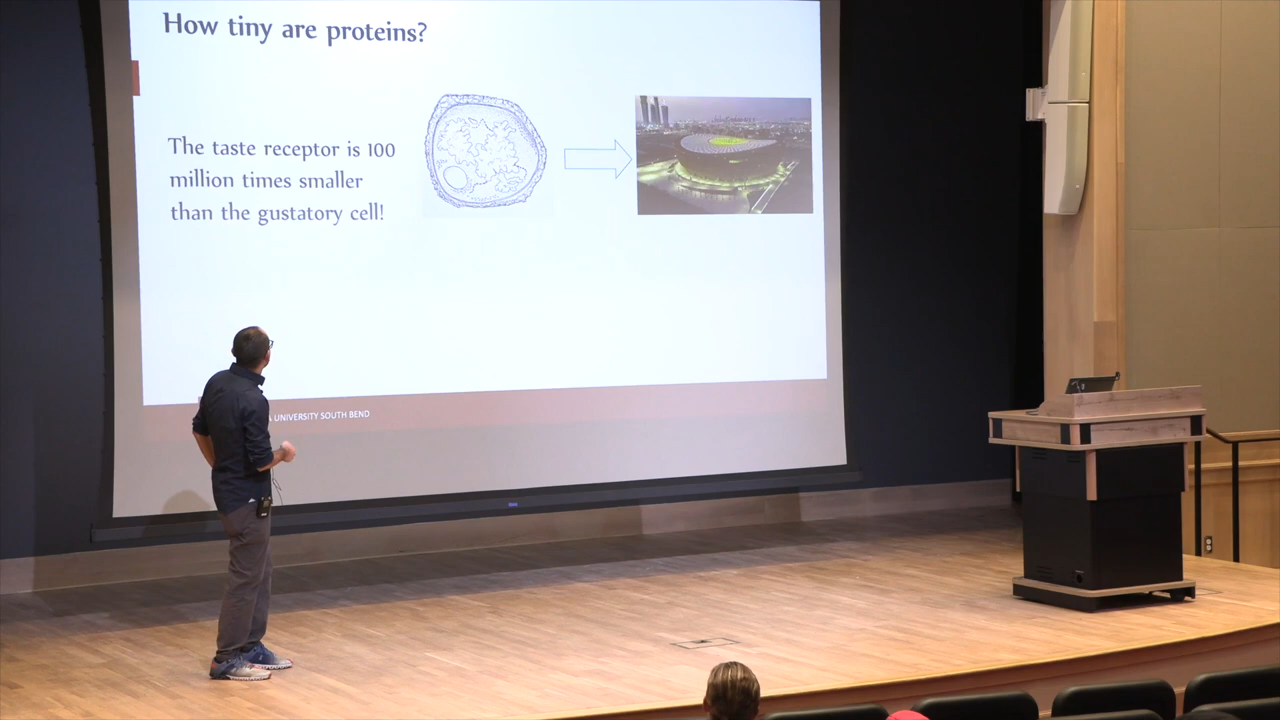 How tiny are proteins?
The taste receptor is 100
million times smaller
than the gustatory cell!
UNIVERSITY SOUTH BEND